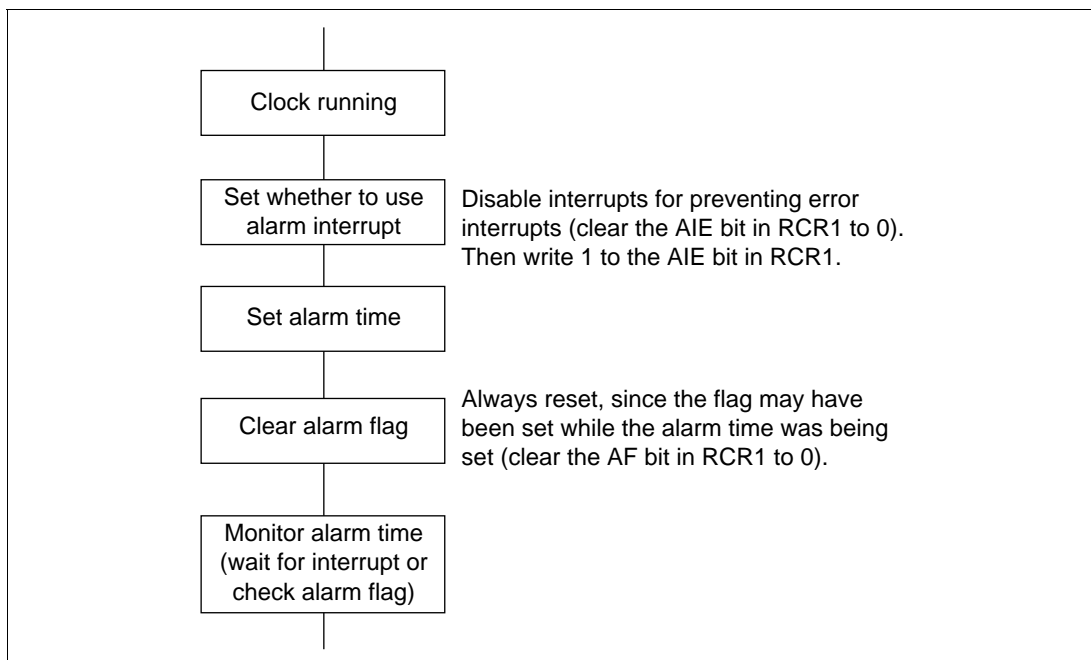 Clock running
Set whether to use
alarm interrupt
Disable interrupts for preventing error
interrupts (clear the AIE bit in RCR1 to 0).
Then write 1 to the AIE bit in RCR1.
Set alarm time
Clear alarm flag
Always reset, since the flag may have
been set while the alarm time was being
set (clear the AF bit in RCR1 to 0).
Monitor alarm time
(wait for interrupt or
check alarm flag)